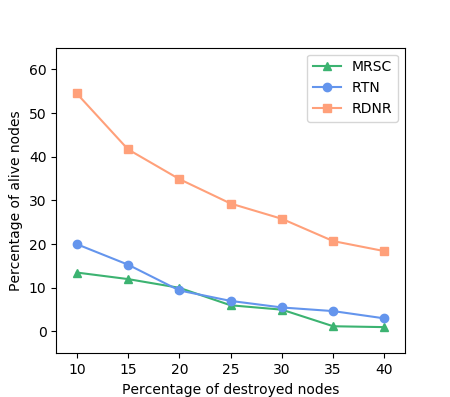 MRSC
RTN
RDNR
60
50
40
30
20
10
0
Percentage of alive nodes
10 15 20 25 30 35 40
Percentage of destroyed nodes